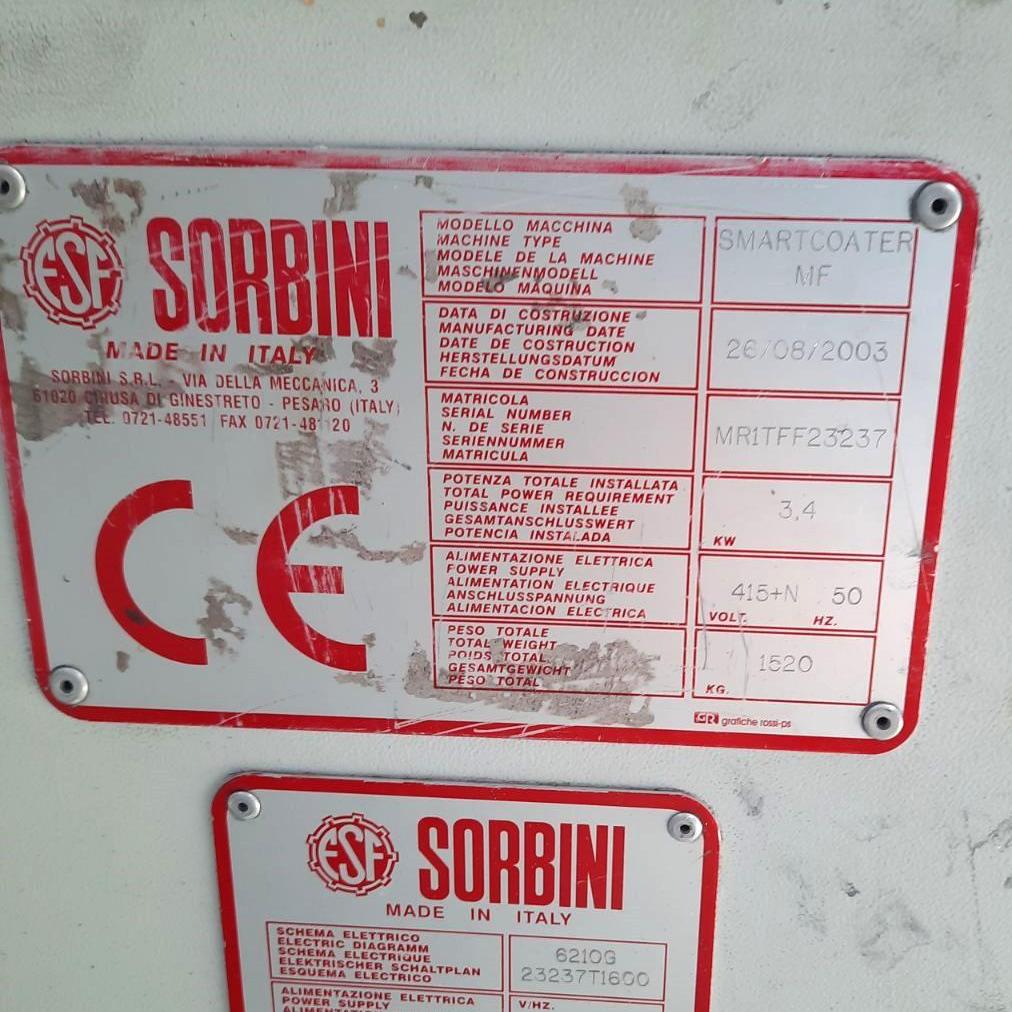 ESF SORBINI
MADE IN ITALY
SORBINI S.R.L. - VIA DELLA MECCANICA, 3
61020 DI GINESTRETO - PESARO (ITALY)
TEL. 0721-48551 FAX
CE
MODELLO MACCHINA
MACHINE TYPE
MODELE DE LA MACHINE
MASCHINENMODELL
MODELO MAQUINA
SMARTCOATER
MF
DATA DI COSTRUZIONE
MANUFACTURING DATE
DATE DE COSTRUCTION
HERSTELLUNGSDATUM
FECHA DE CONSTRUCCION
26/08/2003
MATRICOLA
SERIAL NUMBER
N. DE SERIE
SERIENNUMMER
MATRICULA
MR1TFF23237
POTENZA TOTALE INSTALLATA
TOTAL POWER REQUIREMENT
PUISSANCE INSTALLEE
GESAMTANSCHLUSSWERT
POTENCIA INSTALADA
3,4
KW
ALIMENTAZIONE ELETTRICA
POWER SUPPLY
ALIMENTATION ELECTRIQUE
ANSCHLUSSPANNUNG
ALIMENTACION ELECTRICA
415+N 50
VOLT. HZ.
PESO TOTALE
TOTAL WEIGHT
POIDS TOTAL
GESAMTGEWICHT
PESO TOTAL
1520
KG.
GR grafiche rossi-ps
ESF SORBINI
MADE IN ITALY
SCHEMA ELETTRICO
ELECTRIC DIAGRAMM
SCHEMA ELECTRIQUE
ELEKTRISCHER SCHALTPLAN
ESQUEMA ELECTRICO
6210G
23237T1600
ALIMENTAZIONE ELETTRICA
POWER SUPPLY
V/HZ.